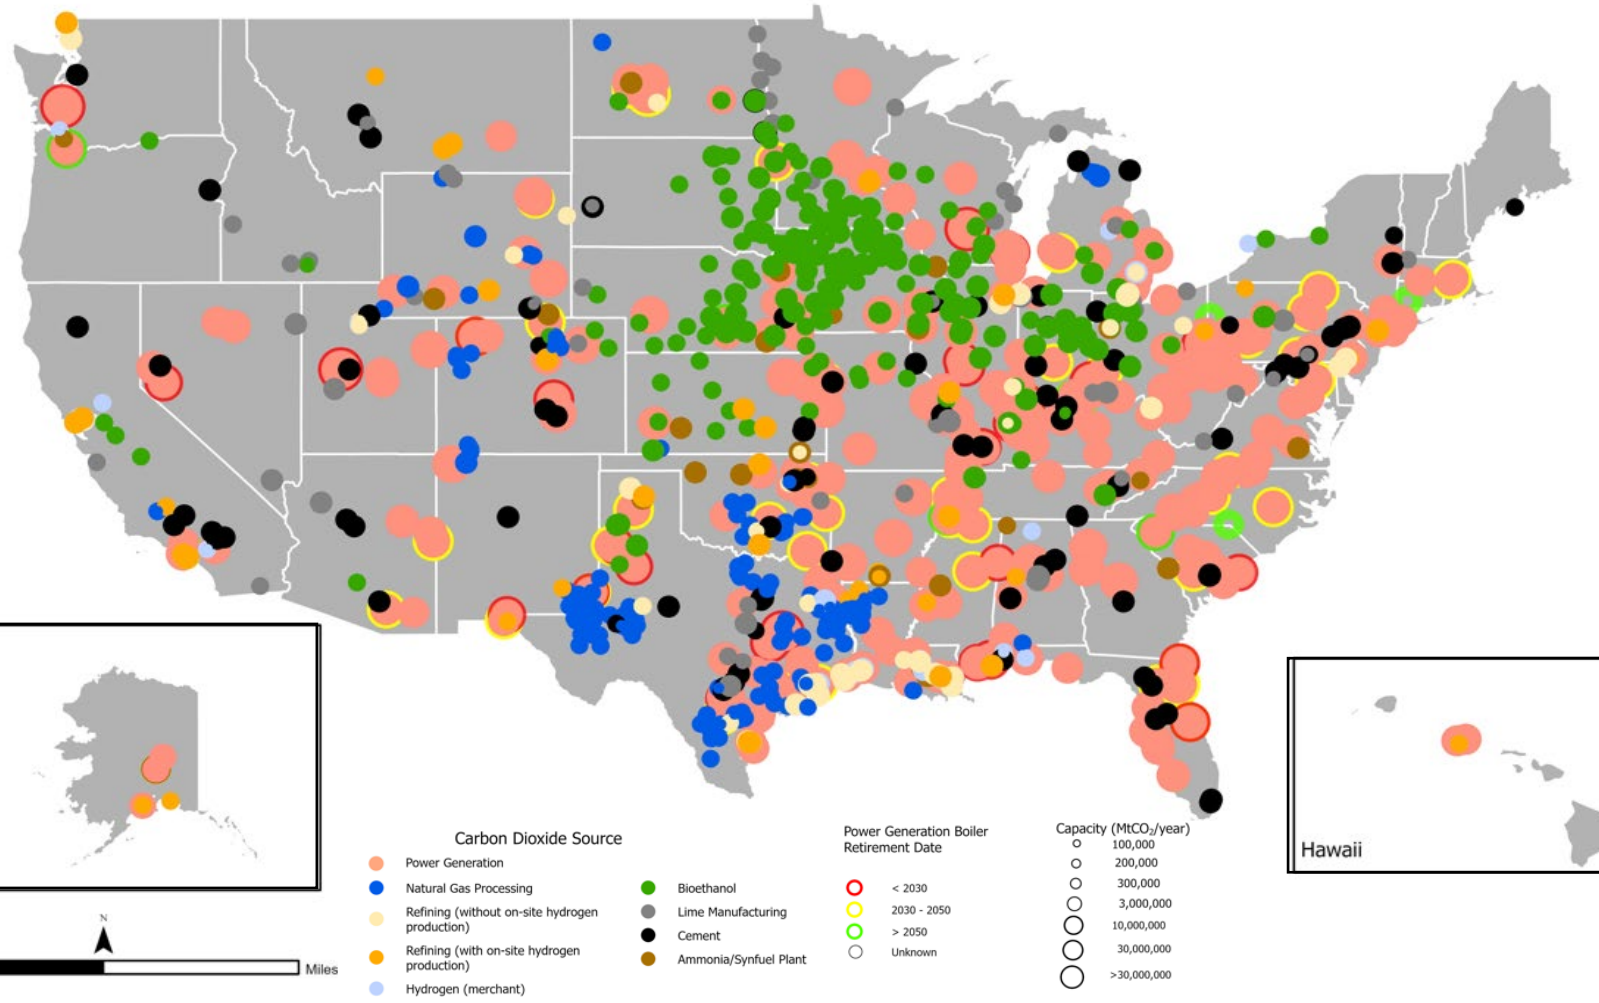 Hawaii
N
Miles
Carbon Dioxide Source
Power Generation
Natural Gas Processing
Refining (without on-site hydrogen
production)
Refining (with on-site hydrogen
production)
Hydrogen (merchant)
Bioethanol
Lime Manufacturing
Cement
Ammonia/Synfuel Plant
Power Generation Boiler
Retirement Date
< 2030
2030 - 2050
> 2050
Unknown
Capacity (MtCO₂/year)
100,000
200,000
300,000
3,000,000
10,000,000
30,000,000
>30,000,000